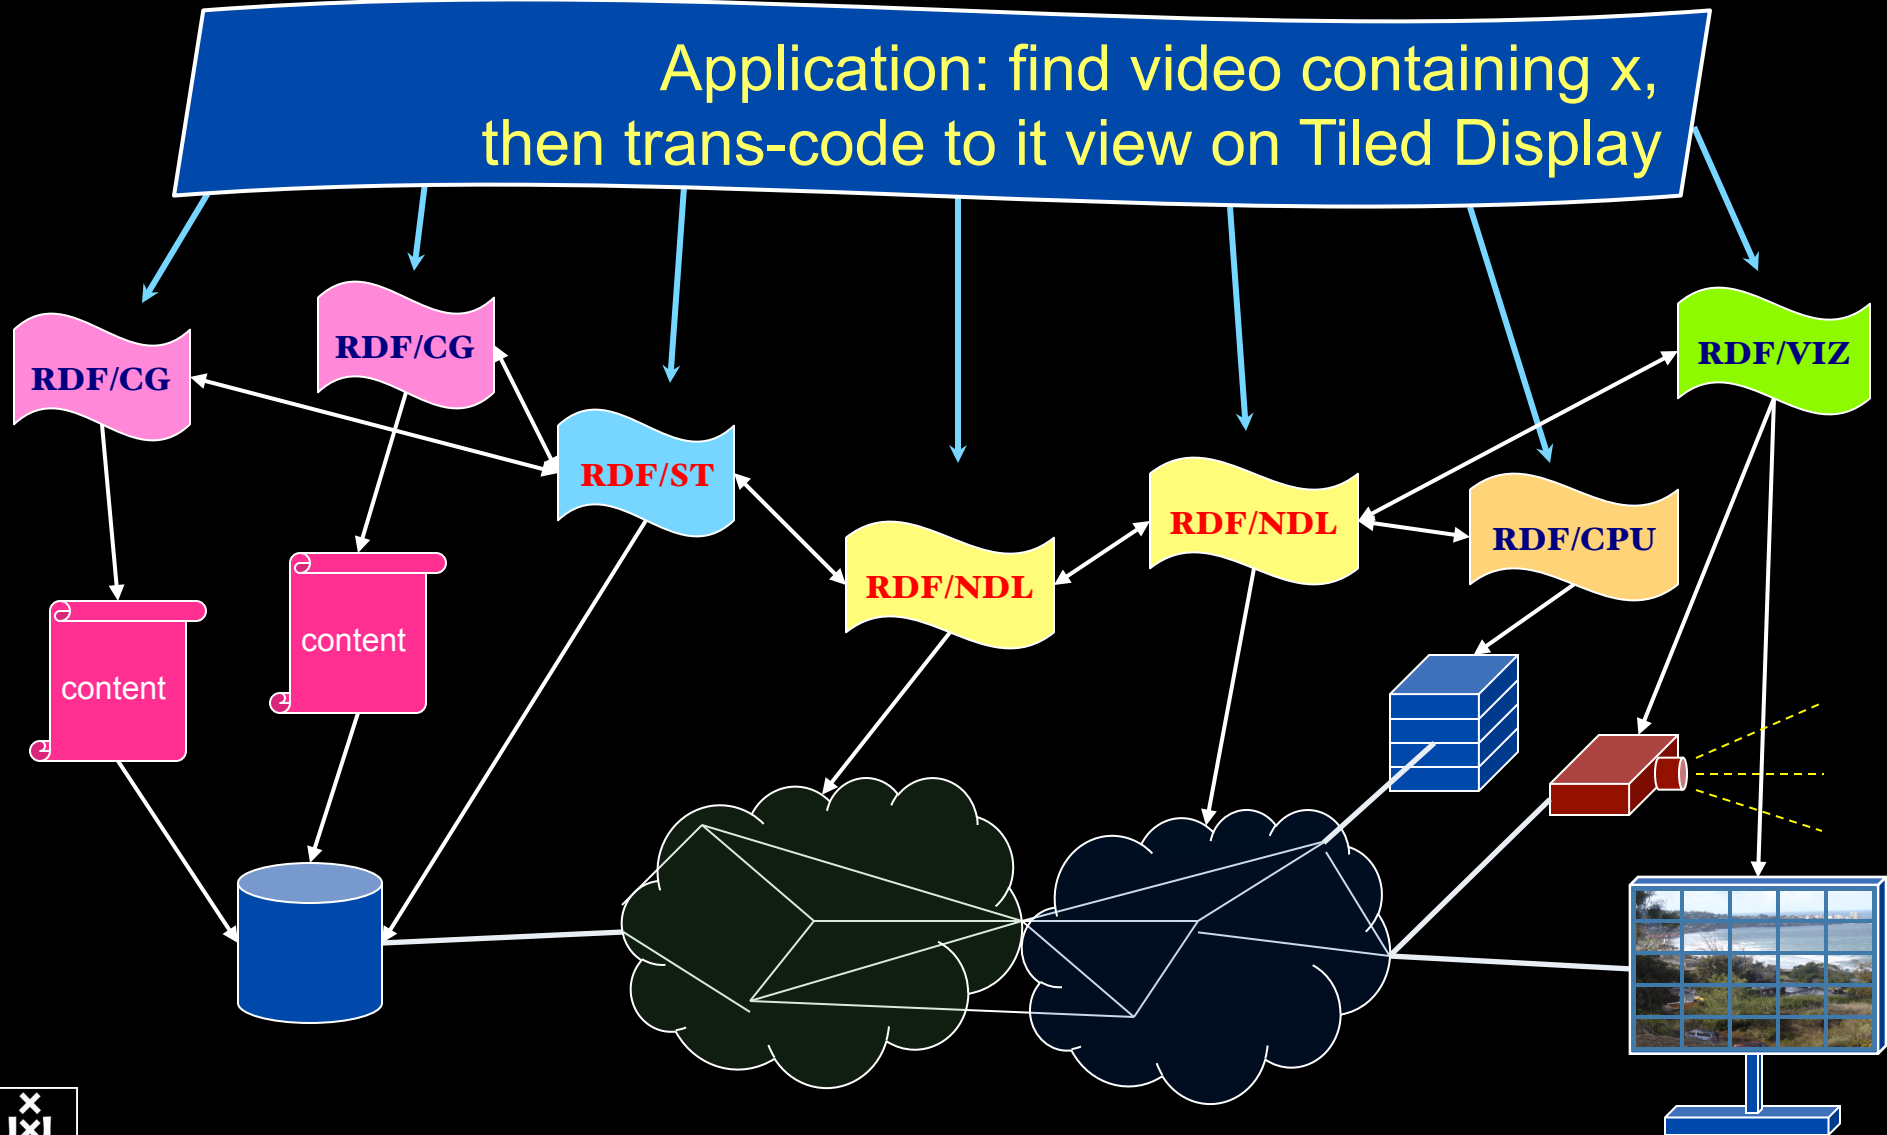 Application: find video containing x,
then trans-code to it view on Tiled Display
RDF/CG
RDF/CG
RDF/VIZ
RDF/ST
RDF/NDL
RDF/CPU
RDF/NDL
content
content